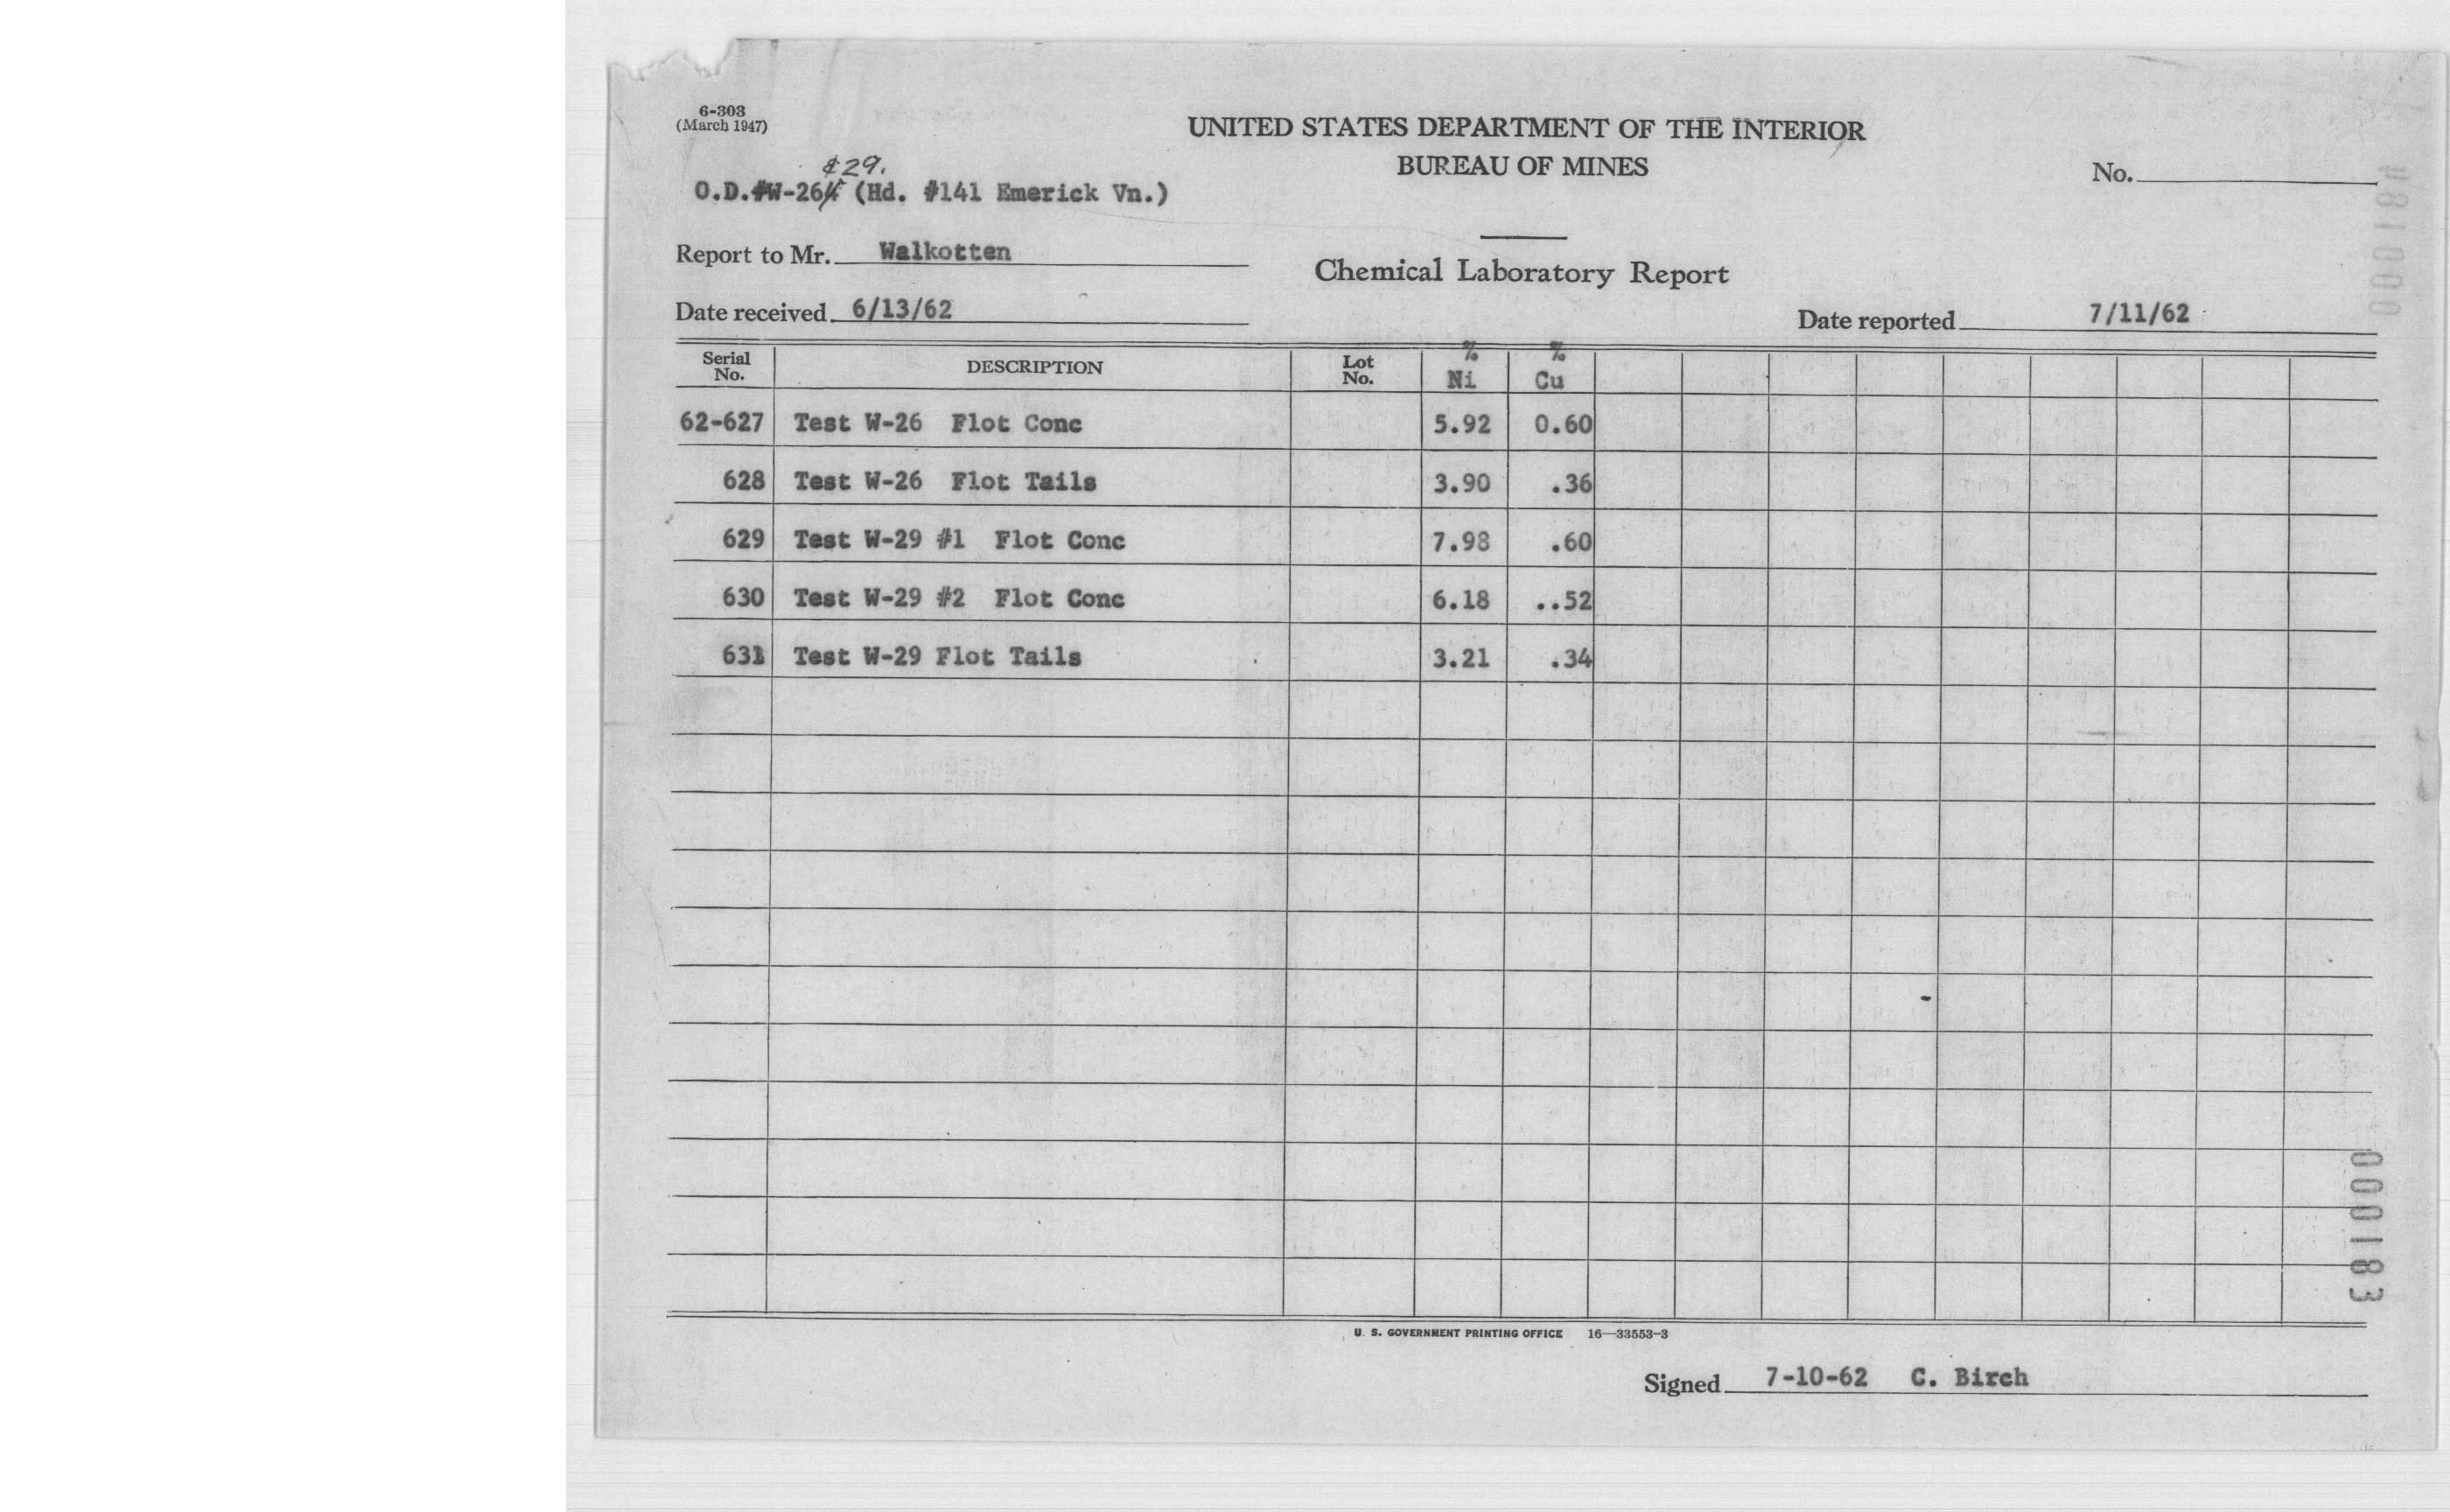 6-303
(March 1947)
UNITED STATES DEPARTMENT OF THE INTERIOR
BUREAU OF MINES
No.
&29.
O.D.#W-26 (Hd. #141 Emerick Vn.)
Report to Mr. Walkotten
Chemical Laboratory Report
Date received 6/13/62
Date reported 7/11/62
Serial No. DESCRIPTION Lot No. % Ni % Cu
62-627 Test W-26 Flot Conc 5.92 0.60
628 Test W-26 Flot Tails 3.90 .36
629 Test W-29 #1 Flot Conc 7.98 .60
630 Test W-29 #2 Flot Conc 6.18 ..52
631 Test W-29 Flot Tails 3.21 .34
U. S. GOVERNMENT PRINTING OFFICE 16—33553-3
Signed 7-10-62 C. Birch
000183